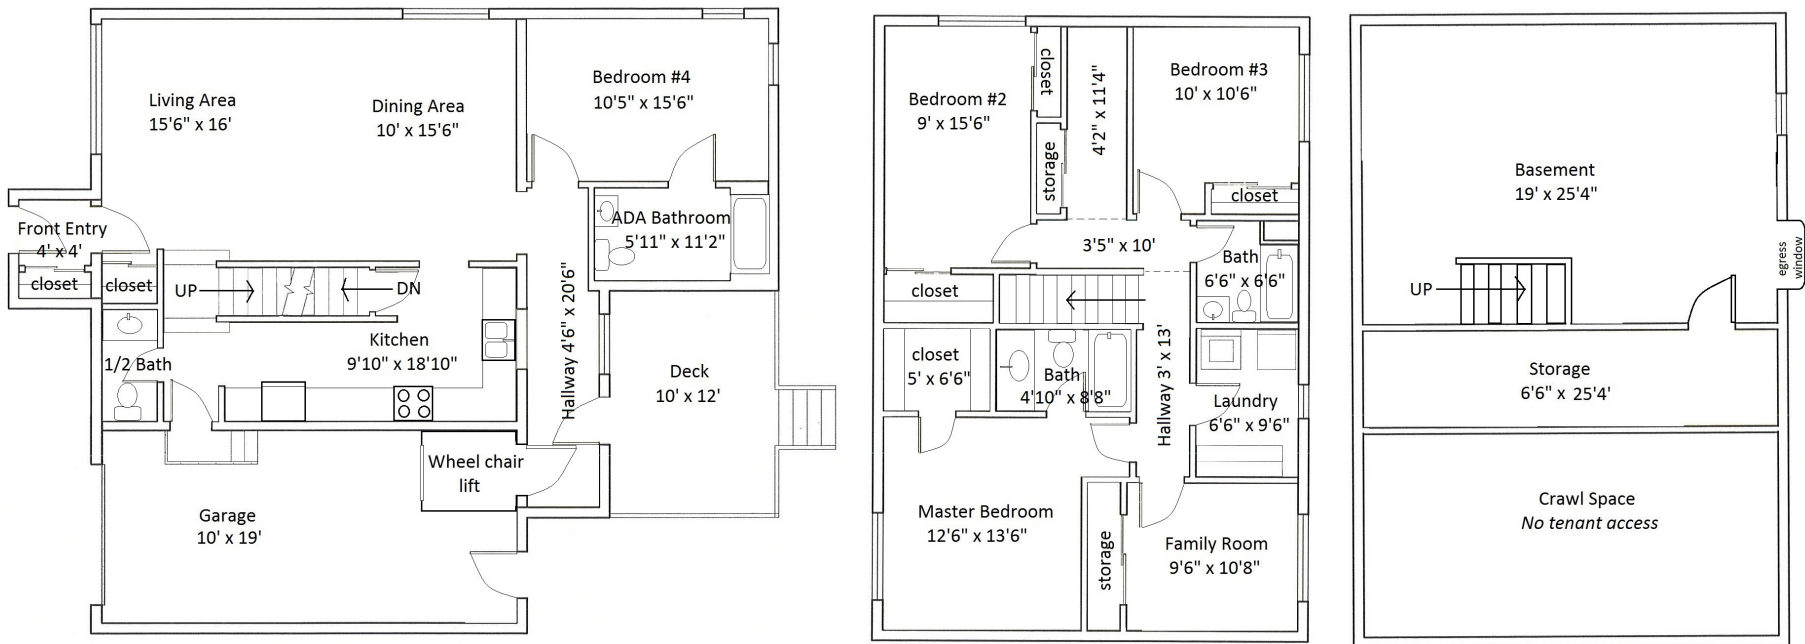 Living Area
15'6" x 16'
Dining Area
10' x 15'6"
Bedroom #4
10'5" x 15'6"
Front Entry
4' x 4'
closet
closet
UP
DN
ADA Bathroom
5'11" x 11'2"
Kitchen
9'10" x 18'10"
1/2 Bath
Hallway 4'6" x 20'6"
Deck
10' x 12'
Wheel chair
lift
Garage
10' x 19'
Bedroom #2
9' x 15'6"
closet
storage
4'2" x 11'4"
Bedroom #3
10' x 10'6"
closet
3'5" x 10'
Bath
6'6" x 6'6"
closet
closet
5' x 6'6"
Bath
4'10" x 8'8"
Hallway 3' x 13'
Laundry
6'6" x 9'6"
Master Bedroom
12'6" x 13'6"
storage
Family Room
9'6" x 10'8"
Basement
19' x 25'4"
egress
window
UP
Storage
6'6" x 25'4'
Crawl Space
No tenant access